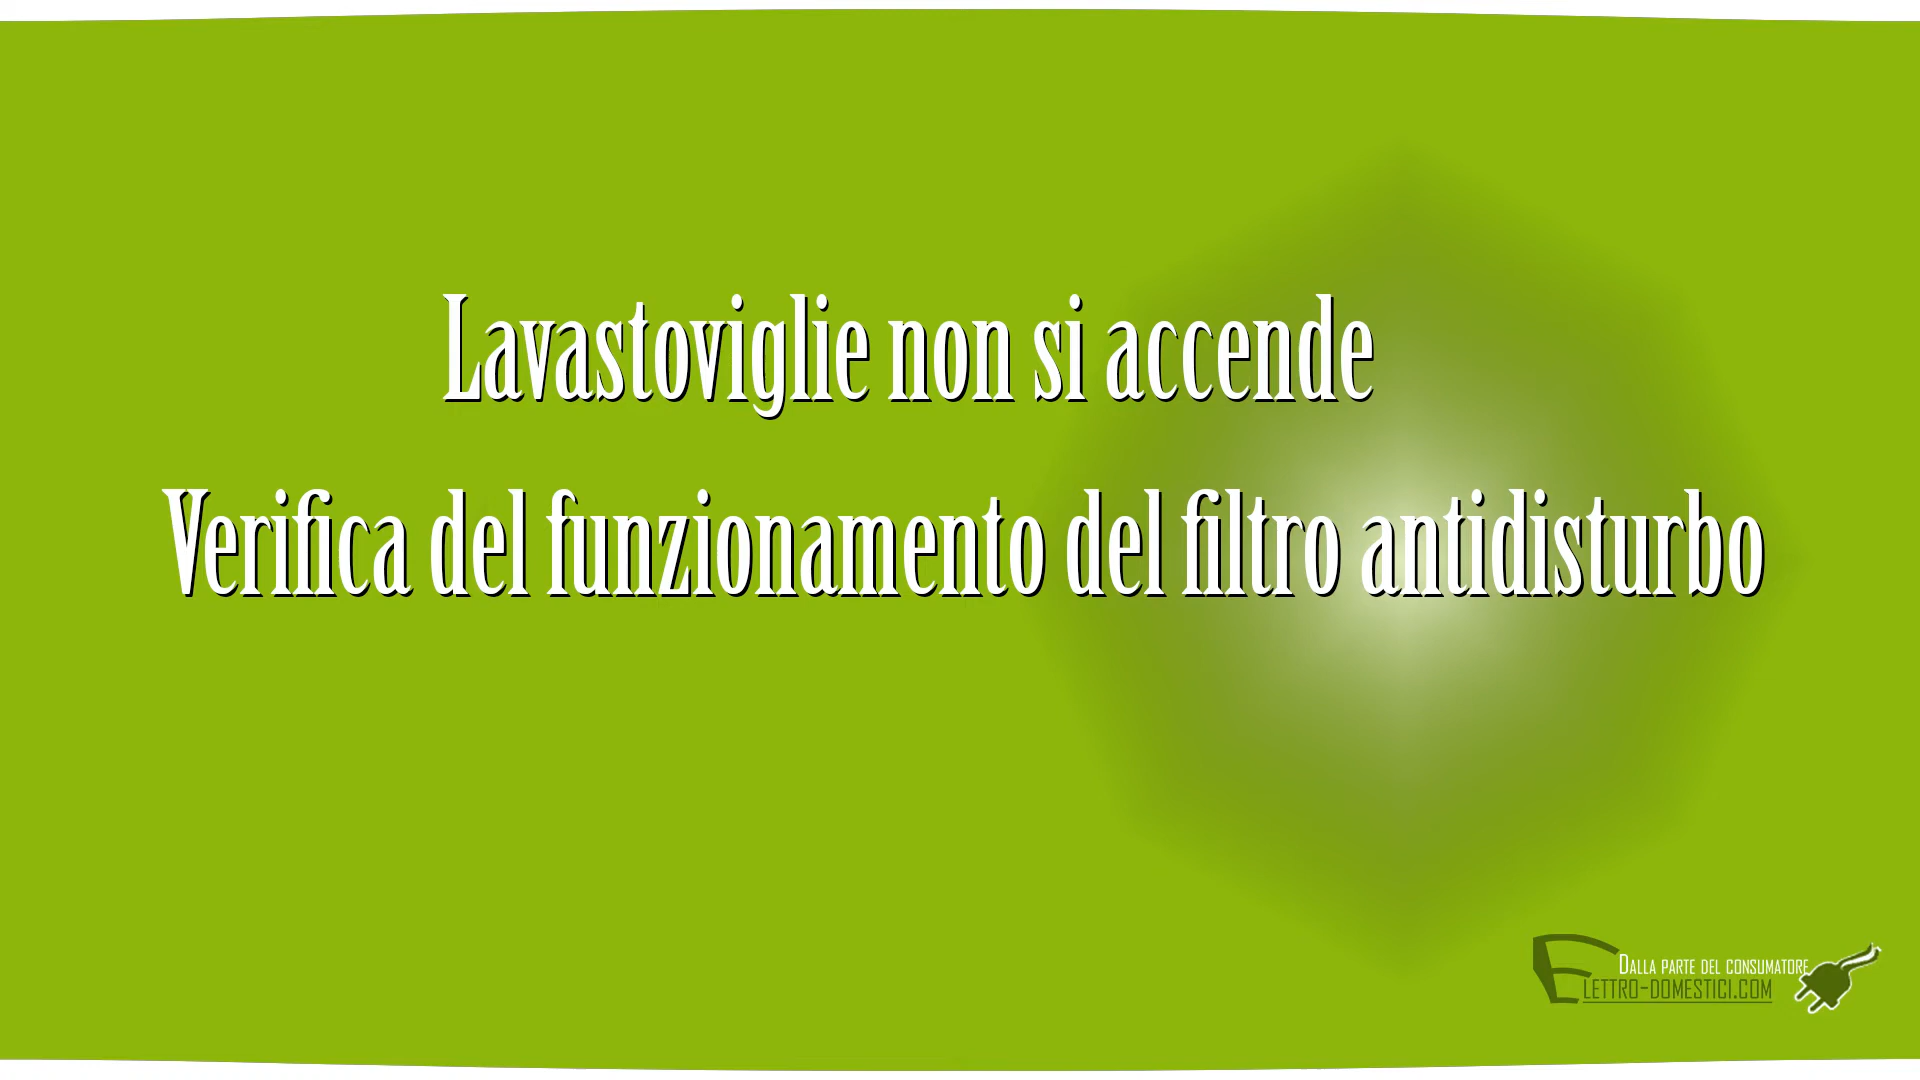 Lavastoviglie non si accende
Verifica del funzionamento del filtro antidisturbo
DALLA PARTE DEL CONSUMATORE
ELETTRO-DOMESTICI.COM